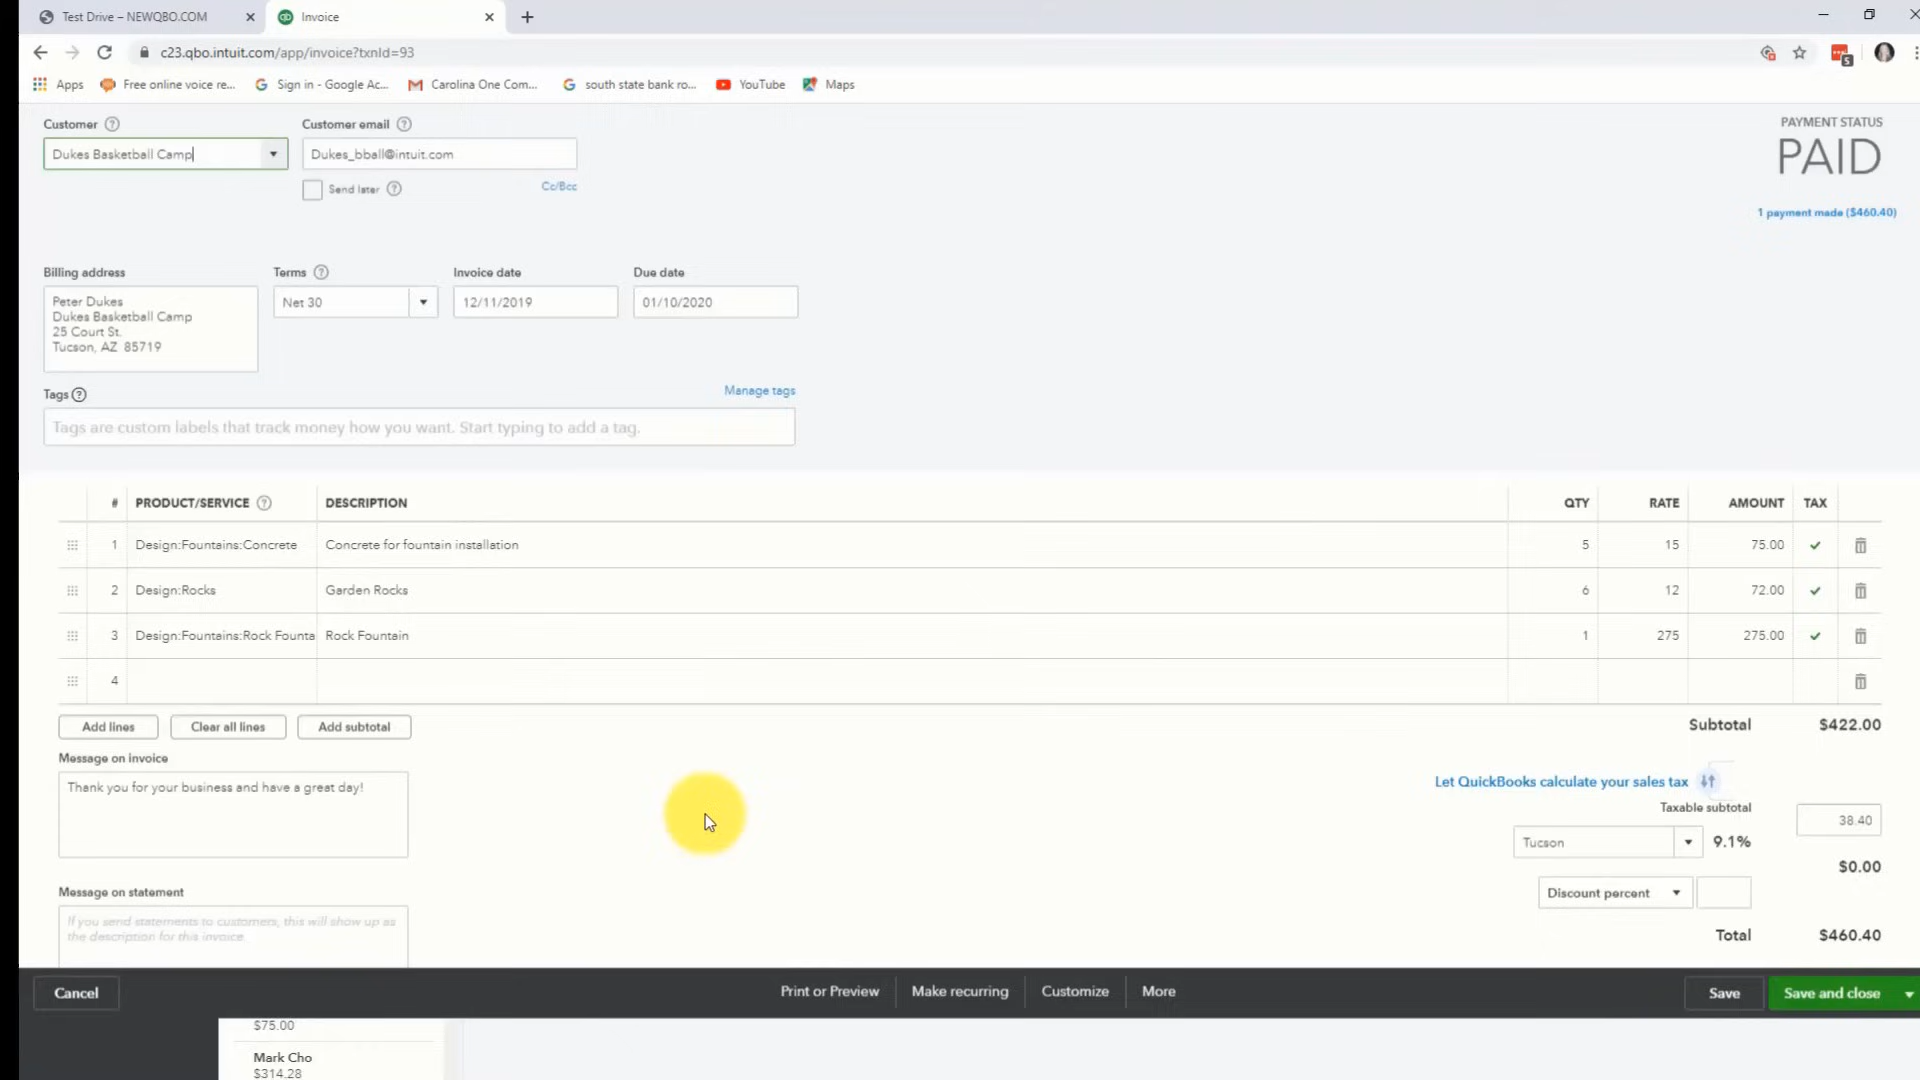 Test Drive – NEWQBO.COM
Invoice
c23.qbo.intuit.com/app/invoice?txnId=93
5
Apps
Free online voice re...
Sign in - Google Ac...
Carolina One Com...
south state bank ro...
YouTube
Maps
Customer
Customer email
PAYMENT STATUS
Dukes Basketball Camp
Dukes_bball@intuit.com
PAID
Send later
Cc/Bcc
1 payment made ($460.40)
Billing address
Terms
Invoice date
Due date
Peter Dukes
Dukes Basketball Camp
25 Court St.
Tucson, AZ 85719
Net 30
12/11/2019
01/10/2020
Tags
Manage tags
Tags are custom labels that track money how you want. Start typing to add a tag.
# PRODUCT/SERVICE DESCRIPTION QTY RATE AMOUNT TAX
1 Design:Fountains:Concrete Concrete for fountain installation 5 15 75.00
2 Design:Rocks Garden Rocks 6 12 72.00
3 Design:Fountains:Rock Founta Rock Fountain 1 275 275.00
4
Add lines
Clear all lines
Add subtotal
Subtotal $422.00
Message on invoice
Thank you for your business and have a great day!
Let QuickBooks calculate your sales tax
Taxable subtotal
38.40
Tucson 9.1%
$0.00
Message on statement
If you send statements to customers, this will show up as
the description for this invoice.
Discount percent
Total $460.40
Cancel
Print or Preview
Make recurring
Customize
More
Save
Save and close
$75.00
Mark Cho
$314.28